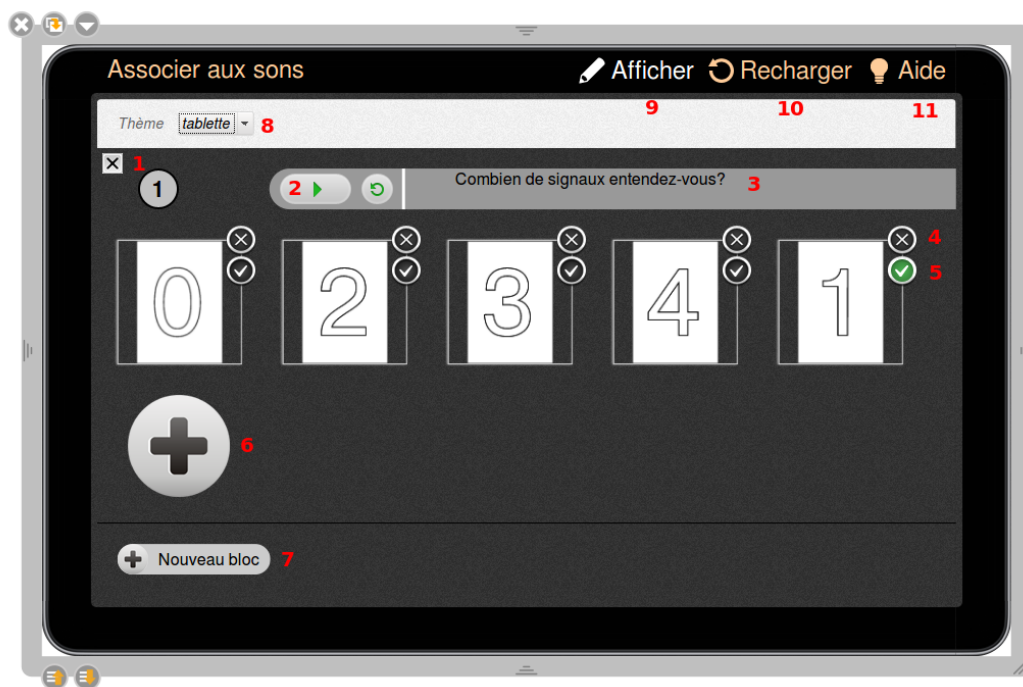 Associer aux sons Afficher Recharger Aide
9 10 11
Thème tablette 8
1
1 2 Combien de signaux entendez-vous? 3
4
5
0 2 3 4 1
6
Nouveau bloc 7